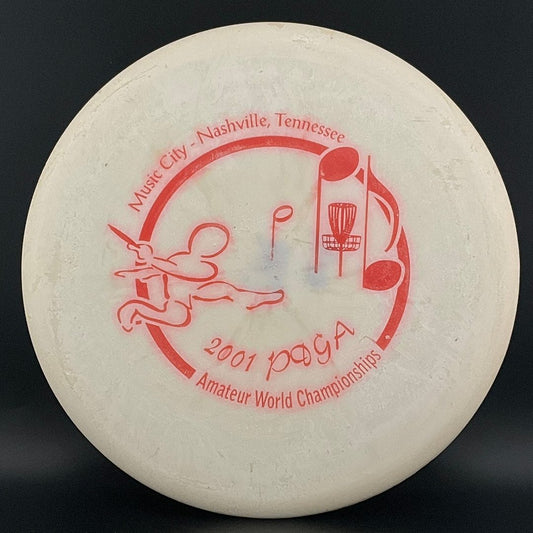 Music City - Nashville, Tennessee
2001 PDGA
Amateur World Championships